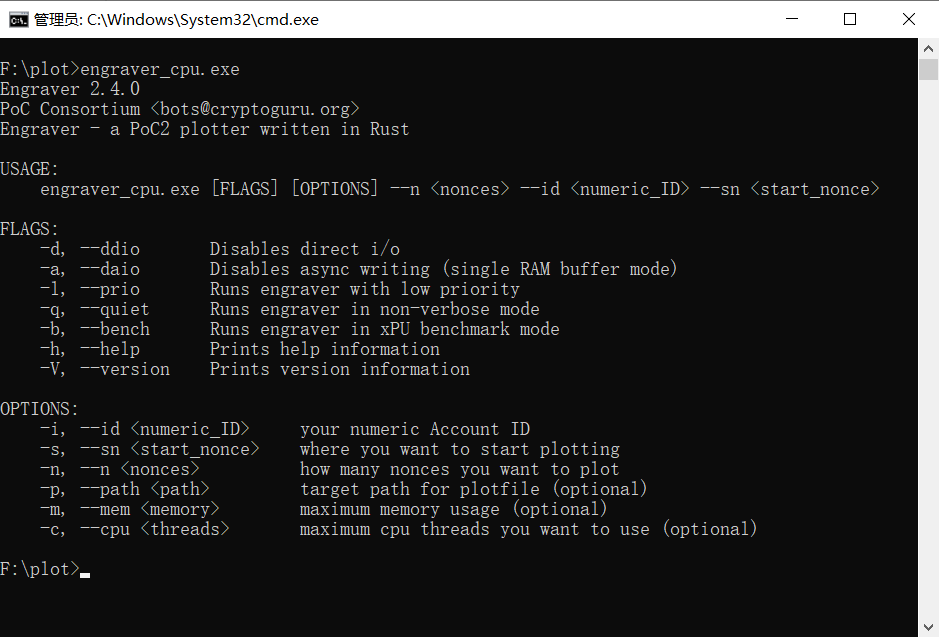 管理员: C:\Windows\System32\cmd.exe
F:\plot>engraver_cpu.exe
Engraver 2.4.0
PoC Consortium <bots@cryptoguru.org>
Engraver - a PoC2 plotter written in Rust
USAGE:
    engraver_cpu.exe [FLAGS] [OPTIONS] --n <nonces> --id <numeric_ID> --sn <start_nonce>
FLAGS:
    -d, --ddio       Disables direct i/o
    -a, --daio       Disables async writing (single RAM buffer mode)
    -l, --prio       Runs engraver with low priority
    -q, --quiet      Runs engraver in non-verbose mode
    -b, --bench      Runs engraver in xPU benchmark mode
    -h, --help       Prints help information
    -V, --version    Prints version information
OPTIONS:
    -i, --id <numeric_ID>     your numeric Account ID
    -s, --sn <start_nonce>    where you want to start plotting
    -n, --n <nonces>          how many nonces you want to plot
    -p, --path <path>         target path for plotfile (optional)
    -m, --mem <memory>        maximum memory usage (optional)
    -c, --cpu <threads>       maximum cpu threads you want to use (optional)
F:\plot>